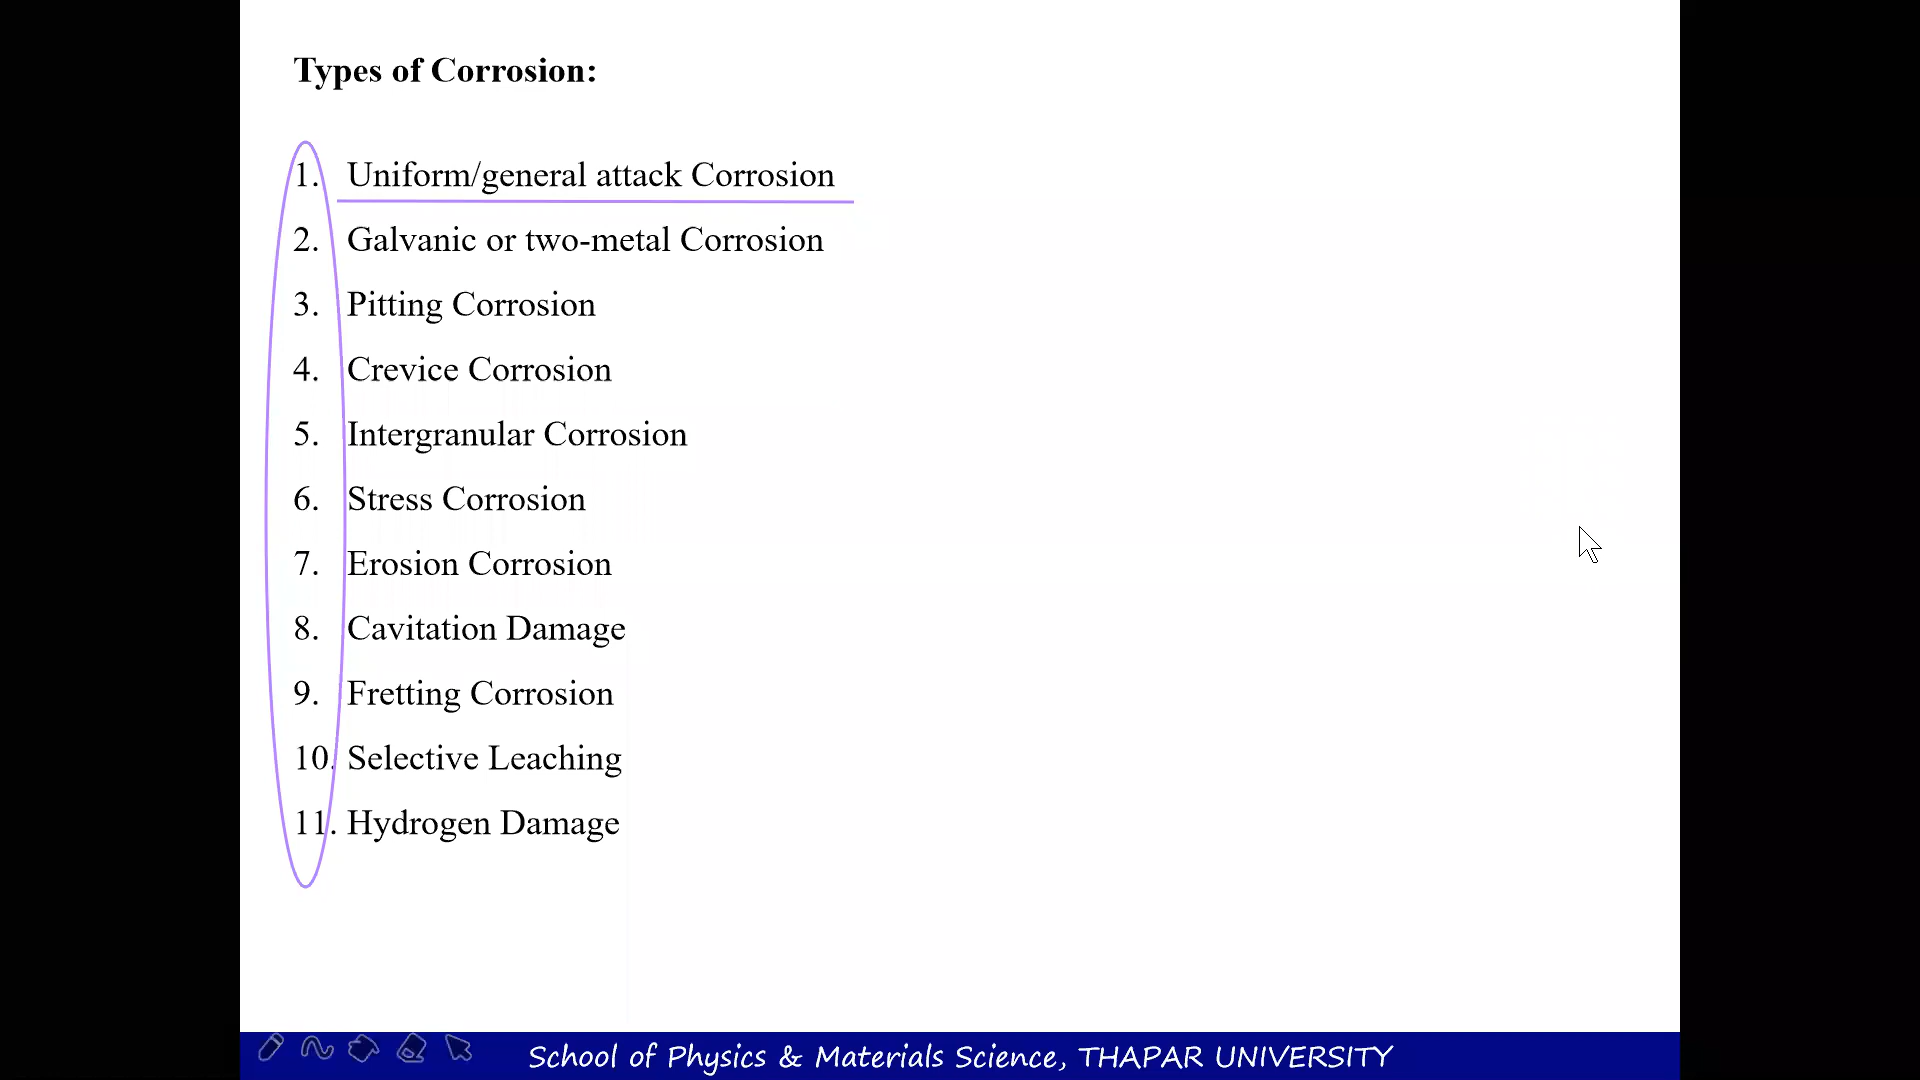 Types of Corrosion:
1. Uniform/general attack Corrosion
2. Galvanic or two-metal Corrosion
3. Pitting Corrosion
4. Crevice Corrosion
5. Intergranular Corrosion
6. Stress Corrosion
7. Erosion Corrosion
8. Cavitation Damage
9. Fretting Corrosion
10. Selective Leaching
11. Hydrogen Damage
School of Physics & Materials Science, THAPAR UNIVERSITY